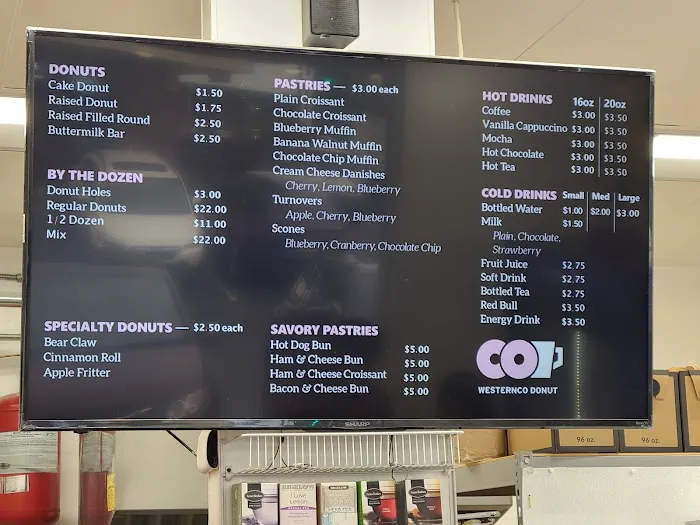 DONUTS
Cake Donut $1.50
Raised Donut $1.75
Raised Filled Round $2.50
Buttermilk Bar $2.50
BY THE DOZEN
Donut Holes $3.00
Regular Donuts $22.00
1/2 Dozen $11.00
Mix $22.00
SPECIALTY DONUTS — $2.50 each
Bear Claw
Cinnamon Roll
Apple Fritter
PASTRIES — $3.00 each
Plain Croissant
Chocolate Croissant
Blueberry Muffin
Banana Walnut Muffin
Chocolate Chip Muffin
Cream Cheese Danishes
Cherry, Lemon, Blueberry
Turnovers
Apple, Cherry, Blueberry
Scones
Blueberry, Cranberry, Chocolate Chip
SAVORY PASTRIES
Hot Dog Bun $5.00
Ham & Cheese Bun $5.00
Ham & Cheese Croissant $5.00
Bacon & Cheese Bun $5.00
HOT DRINKS 16oz 20oz
Coffee $3.00 $3.50
Vanilla Cappuccino $3.00 $3.50
Mocha $3.00 $3.50
Hot Chocolate $3.00 $3.50
Hot Tea $3.00 $3.50
COLD DRINKS Small Med Large
Bottled Water $1.00 $2.00 $3.00
Milk $1.50
Plain, Chocolate,
Strawberry
Fruit Juice $2.75
Soft Drink $2.75
Bottled Tea $2.75
Red Bull $3.50
Energy Drink $3.50
CO
WESTERNCO DONUT
SHARP
96 oz.
96 oz.
I Love
Lemon